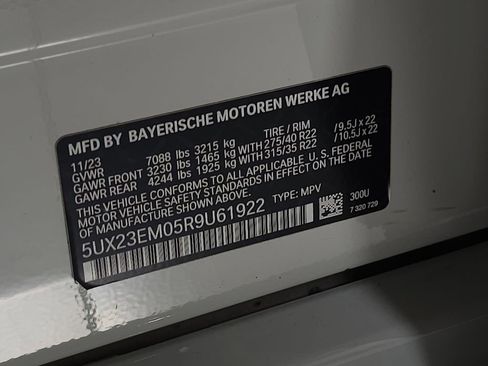 MFD BY BAYERISCHE MOTOREN WERKE AG
11/23 7088 lbs 3215 kg TIRE / RIM
GVWR
GAWR FRONT 3230 lbs 1465 kg WITH 275/40 R22 /9.5J x 22
GAWR REAR 4244 lbs 1925 kg WITH 315/35 R22 /10.5J x 22
THIS VEHICLE CONFORMS TO ALL APPLICABLE U. S. FEDERAL
MOTOR VEHICLE SAFETY STANDARDS IN EFFECT ON THE DATE
OF MANUFACTURE SHOWN ABOVE.
5UX23EM05R9U61922 TYPE: MPV 300U
7 320 729